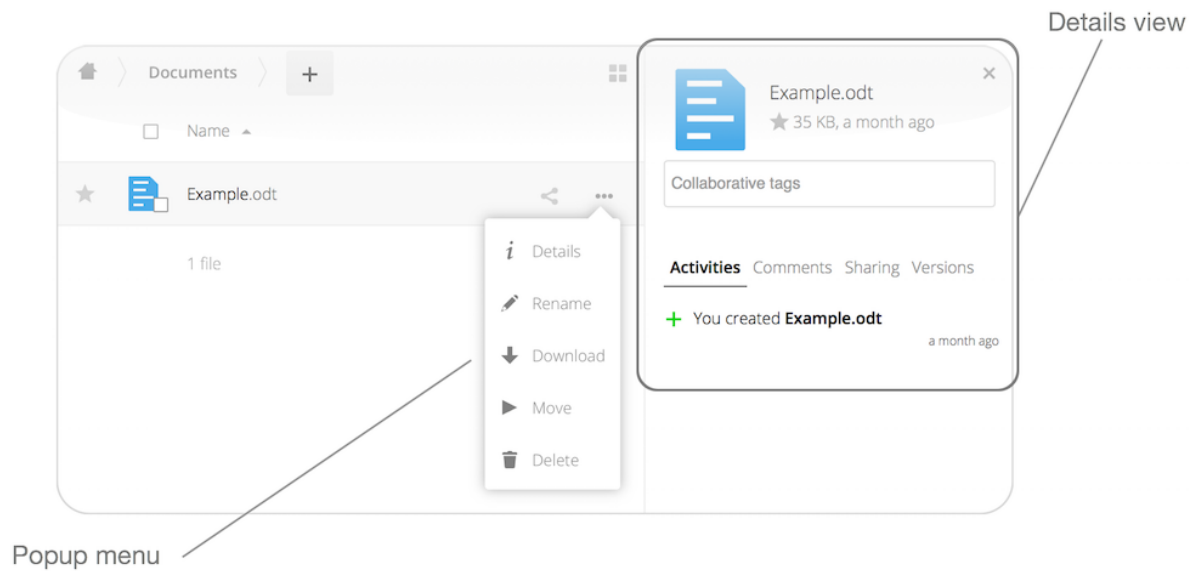 Details view
Documents
+
Example.odt
35 KB, a month ago
Name
Collaborative tags
Example.odt
1 file
Details
Rename
Download
Move
Delete
Activities Comments Sharing Versions
+ You created Example.odt
a month ago
Popup menu